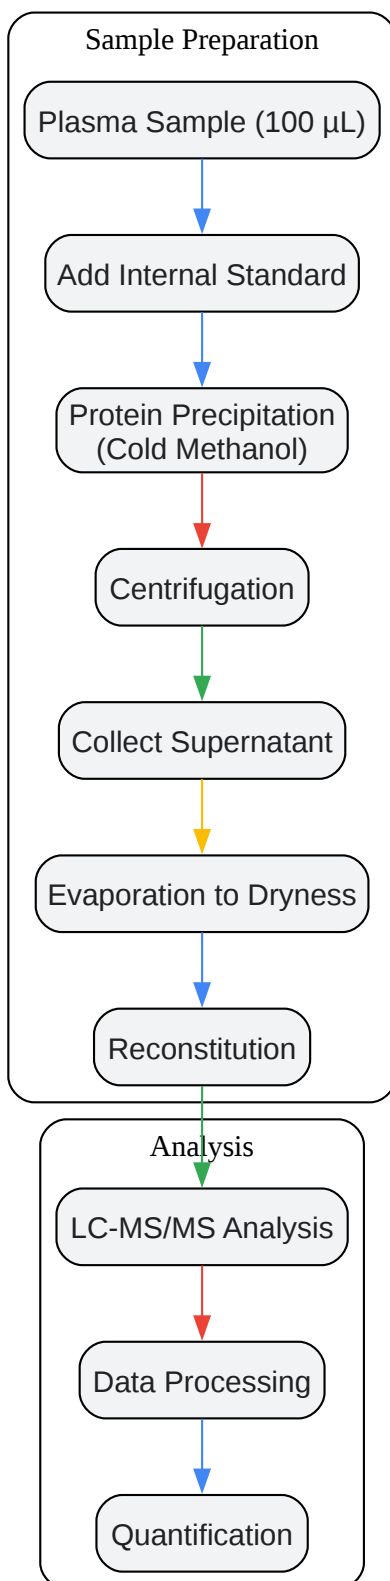 Sample Preparation
Plasma Sample (100 µL)
Add Internal Standard
Protein Precipitation
(Cold Methanol)
Centrifugation
Collect Supernatant
Evaporation to Dryness
Reconstitution
Analysis
LC-MS/MS Analysis
Data Processing
Quantification